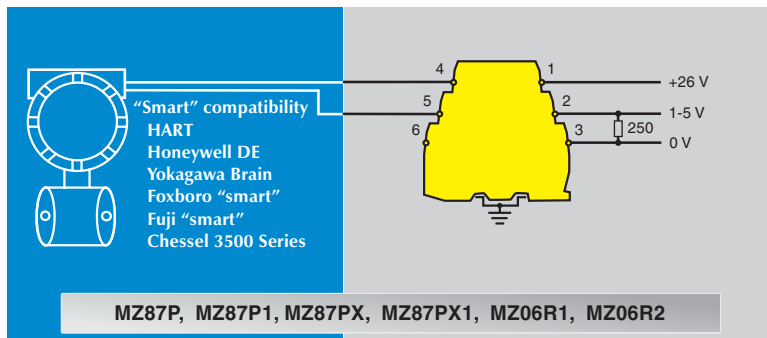 “Smart” compatibility
HART
Honeywell DE
Yokagawa Brain
Foxboro “smart”
Fuji “smart”
Chessel 3500 Series
4
5
6
1
2
3
+26 V
1-5 V
250
0 V
MZ87P, MZ87P1, MZ87PX, MZ87PX1, MZ06R1, MZ06R2